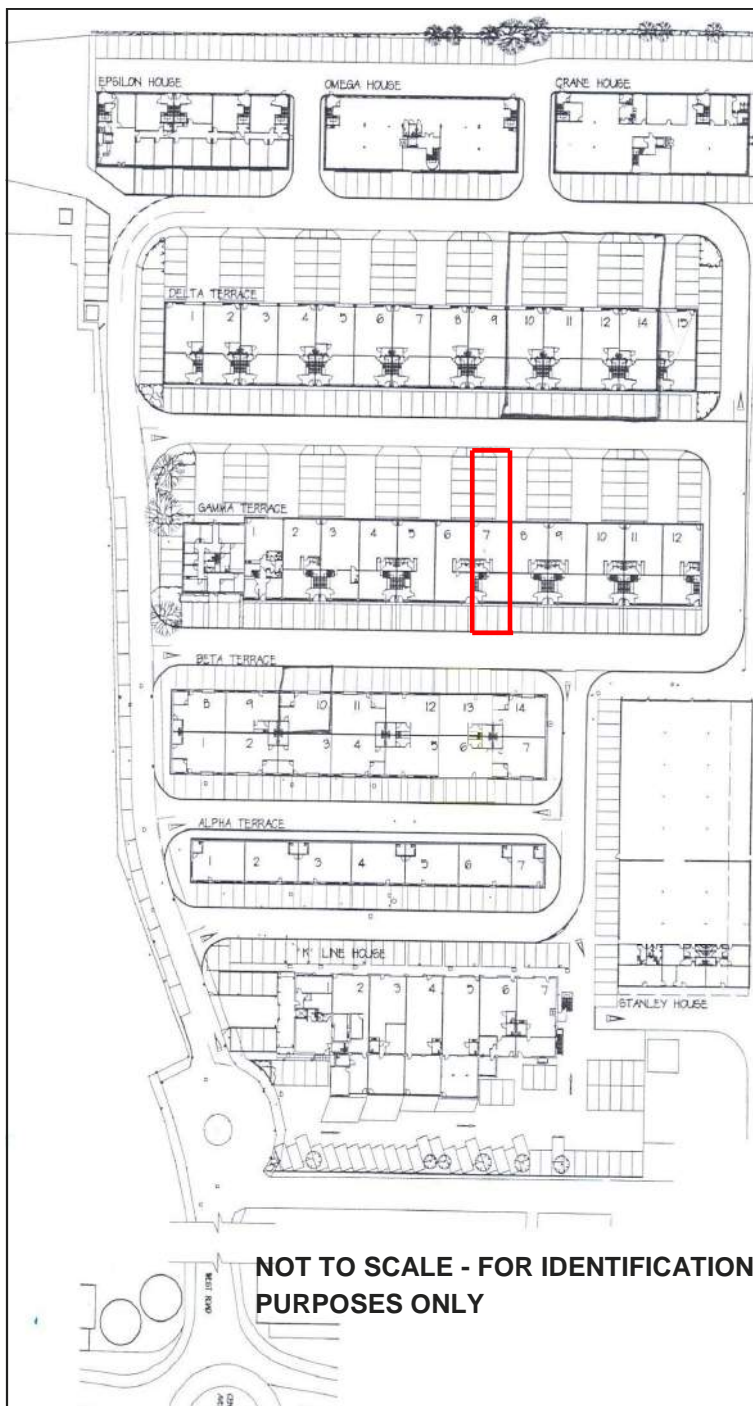 EPSILON HOUSE
OMEGA HOUSE
CRANE HOUSE
DELTA TERRACE
1 2 3 4 5 6 7 8 9 10 11 12 14 15
GAMMA TERRACE
1 2 3 4 5 6 7 8 9 10 11 12
BETA TERRACE
8 9 10 11 12 13 14
1 2 3 4 5 6 7
ALPHA TERRACE
1 2 3 4 5 6 7
'K' LINE HOUSE
1 2 3 4 5 6 7
STANLEY HOUSE
NOT TO SCALE - FOR IDENTIFICATION
PURPOSES ONLY
WEST ROAD